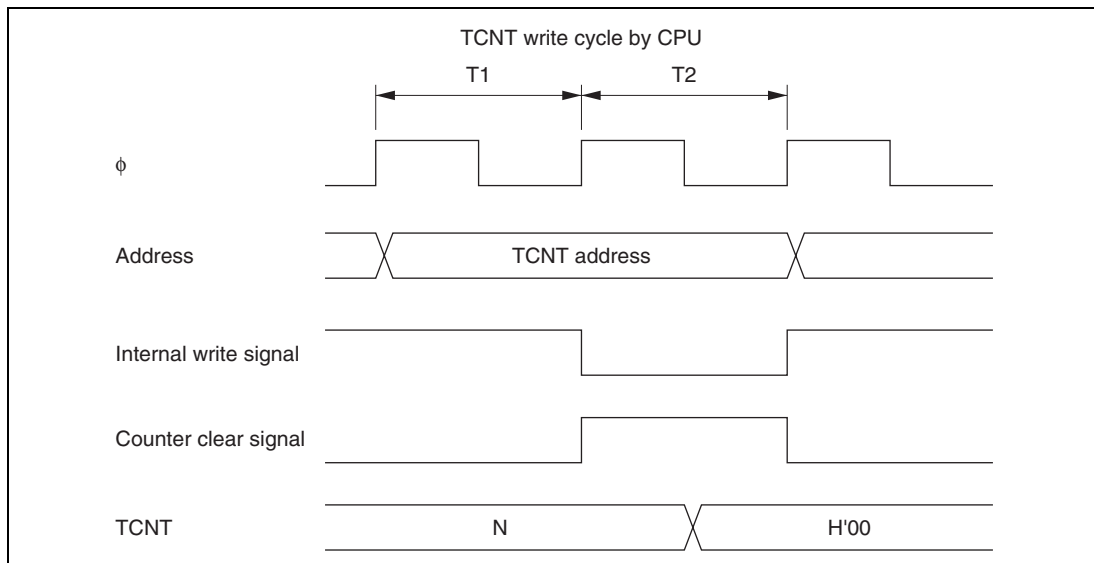 TCNT write cycle by CPU
T1 T2
ϕ
Address TCNT address
Internal write signal
Counter clear signal
TCNT N H'00